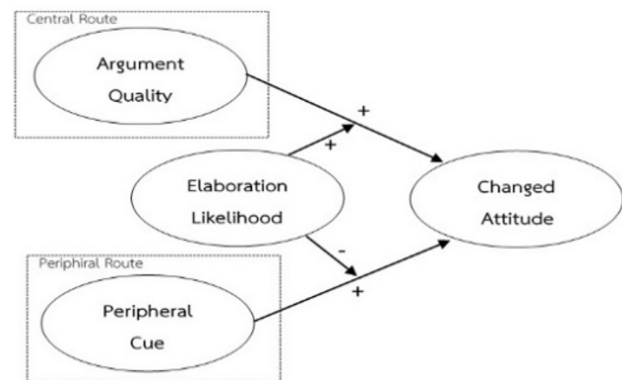 Central Route
Argument
Quality
+
+
Elaboration
Likelihood
Changed
Attitude
-
+
Periphiral Route
Peripheral
Cue